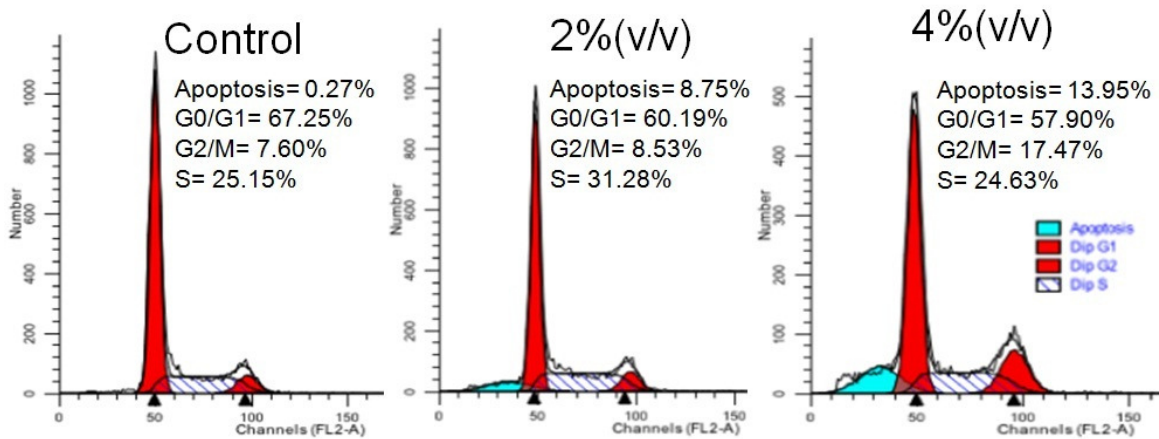 Control
Apoptosis= 0.27%
G0/G1= 67.25%
G2/M= 7.60%
S= 25.15%
Number
1000
800
600
400
200
0
0 50 100 150
Channels (FL2-A)
2%(v/v)
Apoptosis= 8.75%
G0/G1= 60.19%
G2/M= 8.53%
S= 31.28%
Number
1000
800
600
400
200
0
0 50 100 150
Channels (FL2-A)
4%(v/v)
Apoptosis= 13.95%
G0/G1= 57.90%
G2/M= 17.47%
S= 24.63%
Number
500
400
300
200
100
0
0 50 100 150
Channels (FL2-A)
Apoptosis
Dip G1
Dip G2
Dip S